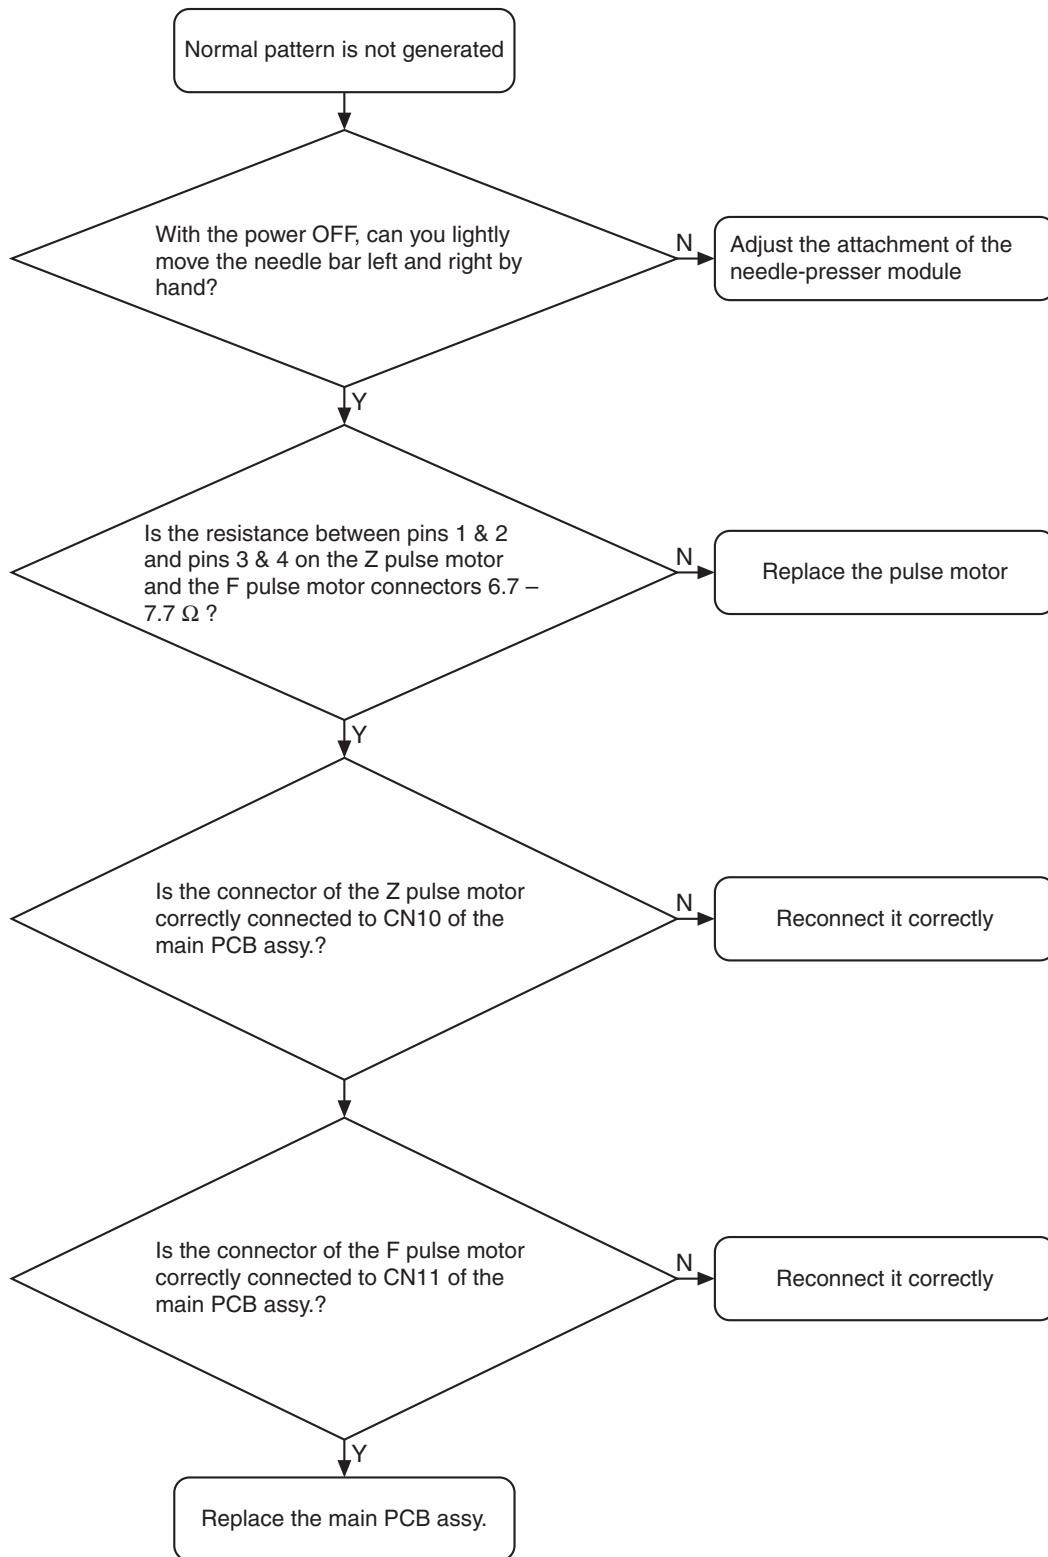 Normal pattern is not generated
With the power OFF, can you lightly
move the needle bar left and right by
hand?
N
Adjust the attachment of the
needle-presser module
Y
Is the resistance between pins 1 & 2
and pins 3 & 4 on the Z pulse motor
and the F pulse motor connectors 6.7 –
7.7 Ω ?
N
Replace the pulse motor
Y
Is the connector of the Z pulse motor
correctly connected to CN10 of the
main PCB assy.?
N
Reconnect it correctly
Is the connector of the F pulse motor
correctly connected to CN11 of the
main PCB assy.?
N
Reconnect it correctly
Y
Replace the main PCB assy.